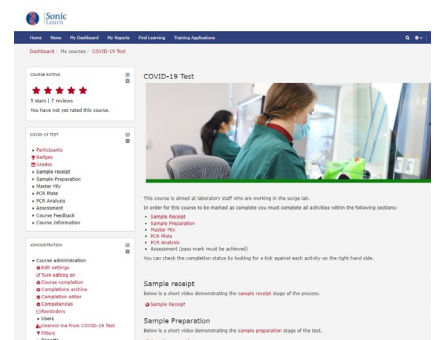 Sonic
Learn
Home News My Dashboard My Reports Find Learning Training Applications
Dashboard / My courses / COVID-19 Test
COURSE RATING
5 stars | 7 reviews
You have not yet rated this course.
COVID-19 TEST
Participants
Badges
Grades
Sample receipt
Sample Preparation
Master Mix
PCR Plate
PCR Analysis
Assessment
Course Feedback
Course Information
ADMINISTRATION
Course administration
Edit settings
Turn editing on
Course completion
Completions archive
Completion editor
Competencies
Reminders
Users
Unenrol me from COVID-19 Test
Filters
Reports
COVID-19 Test
This course is aimed at laboratory staff who are working in the surge lab.
In order for this course to be marked as complete you must complete all activities within the following sections:
Sample Receipt
Sample Preparation
Master Mix
PCR Plate
PCR Analysis
Assessment (pass mark must be achieved)
You can check the completion status by looking for a tick against each activity on the right hand side.
Sample receipt
Below is a short video demonstrating the sample receipt stage of the process.
Sample Receipt
Sample Preparation
Below is a short video demonstrating the sample preparation stage of the test.